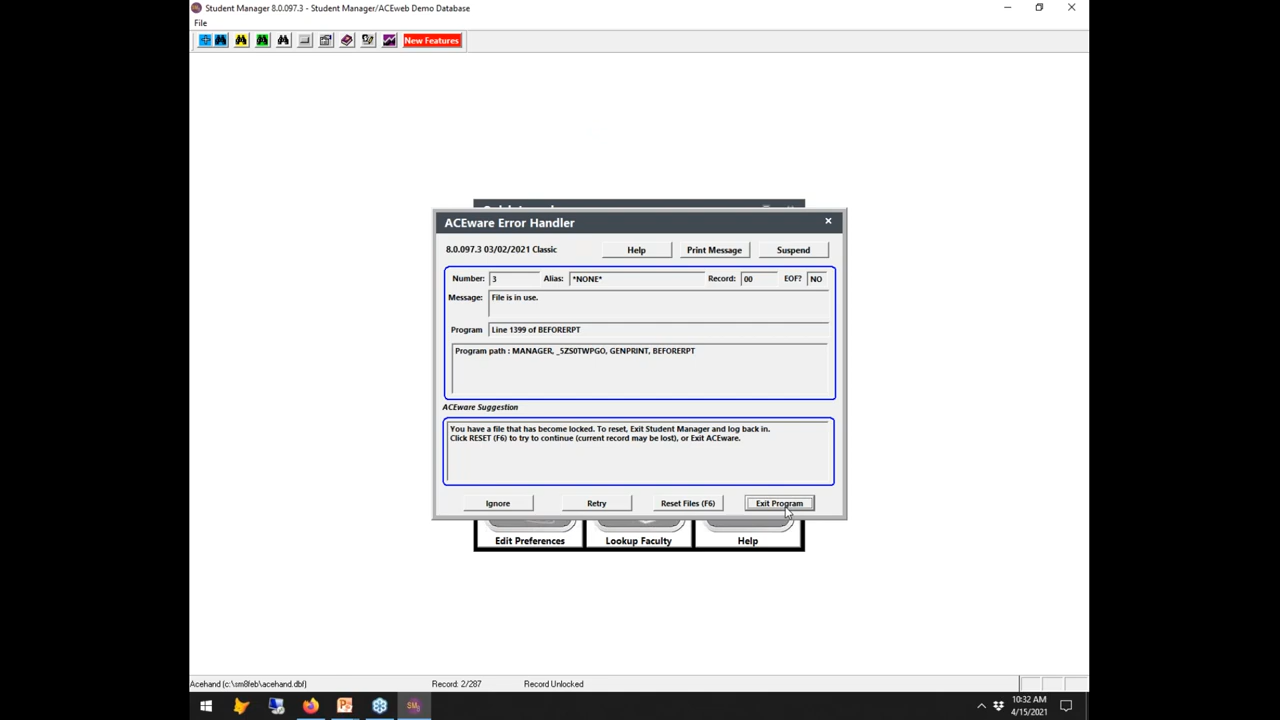 Student Manager 8.0.097.3 - Student Manager/ACEweb Demo Database
File
New Features
ACEware Error Handler
8.0.097.3 03/02/2021 Classic
Help
Print Message
Suspend
Number: 3 Alias: *NONE* Record: 00 EOF? NO
Message: File is in use.
Program Line 1399 of BEFORERPT
Program path : MANAGER, _5ZS0TWPGO, GENPRINT, BEFORERPT
ACEware Suggestion
You have a file that has become locked. To reset, Exit Student Manager and log back in.
Click RESET (F6) to try to continue (current record may be lost), or Exit ACEware.
Ignore
Retry
Reset Files (F6)
Exit Program
Edit Preferences
Lookup Faculty
Help
Acehand (c:\sm8feb\acehand.dbf) Record: 2/287 Record Unlocked
SM
10:32 AM
4/15/2021